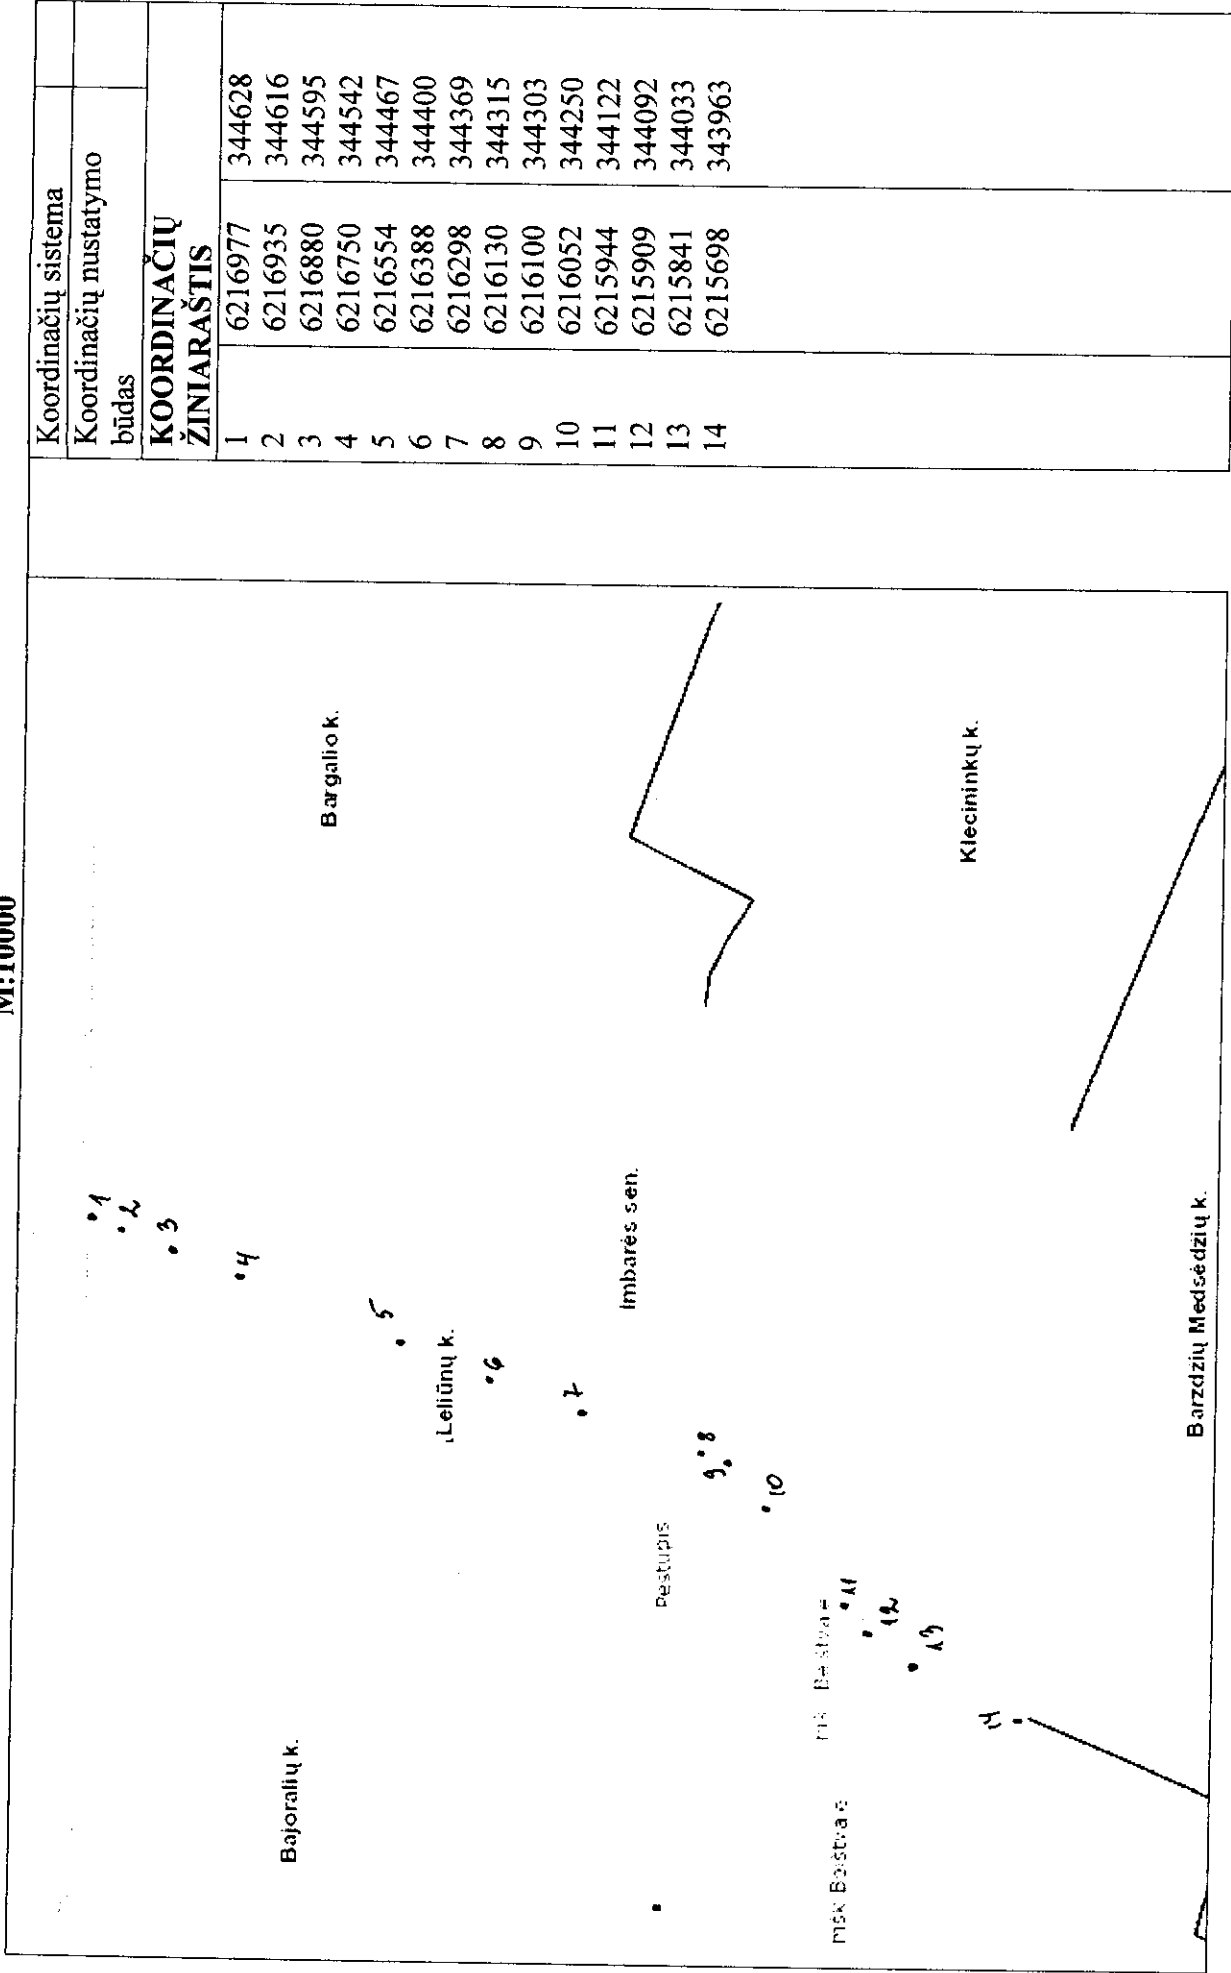 M:10000
Bajoralių k.
Bargalio k.
1
2
3
4
5
Leliūnų k.
6
7
Imbarės sen.
9
8
10
Pestupis
11
12
13
14
Klecininkų k.
Barzdzių Medsėdžių k.
Koordinačių sistema
Koordinačių nustatymo
būdas
KOORDINAČIŲ
ŽINIARAŠTIS
1 6216977 344628
2 6216935 344616
3 6216880 344595
4 6216750 344542
5 6216554 344467
6 6216388 344400
7 6216298 344369
8 6216130 344315
9 6216100 344303
10 6216052 344250
11 6215944 344122
12 6215909 344092
13 6215841 344033
14 6215698 343963